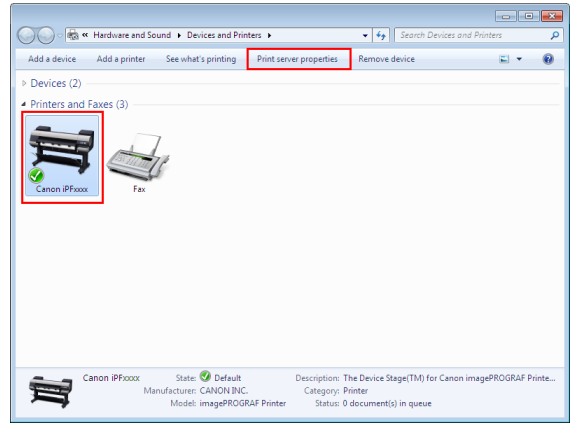 « Hardware and Sound ▸ Devices and Printers ▸ Search Devices and Printers
Add a device Add a printer See what's printing Print server properties Remove device
Devices (2)
Printers and Faxes (3)
Canon iPFxxxx Fax
Canon iPFxxxx State: Default Description: The Device Stage(TM) for Canon imagePROGRAF Printe...
Manufacturer: CANON INC. Category: Printer
Model: imagePROGRAF Printer Status: 0 document(s) in queue